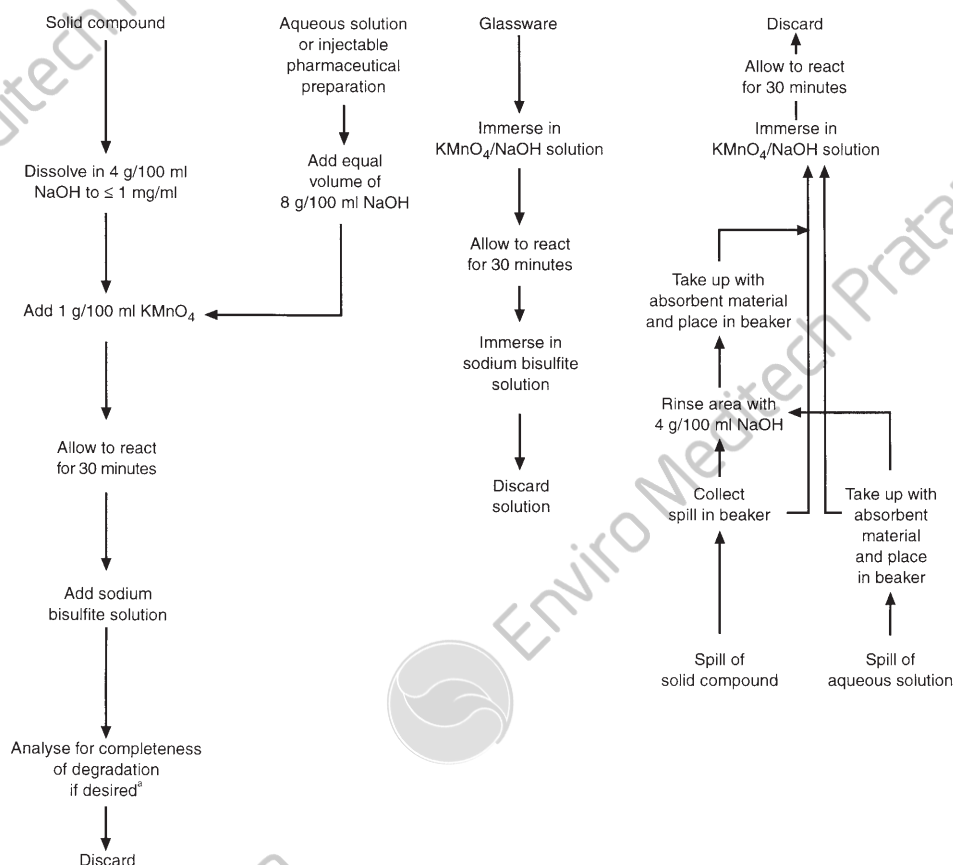 Solid compound
Dissolve in 4 g/100 ml
NaOH to ≤ 1 mg/ml
Add 1 g/100 ml KMnO₄
Allow to react
for 30 minutes
Add sodium
bisulfite solution
Analyse for completeness
of degradation
if desiredᵃ
Discard
Aqueous solution
or injectable
pharmaceutical
preparation
Add equal
volume of
8 g/100 ml NaOH
Glassware
Immerse in
KMnO₄/NaOH solution
Allow to react
for 30 minutes
Immerse in
sodium bisulfite
solution
Discard
solution
Discard
Allow to react
for 30 minutes
Immerse in
KMnO₄/NaOH solution
Take up with
absorbent material
and place in beaker
Rinse area with
4 g/100 ml NaOH
Collect
spill in beaker
Spill of
solid compound
Take up with
absorbent
material
and place
in beaker
Spill of
aqueous solution
Enviro Meditech Prata